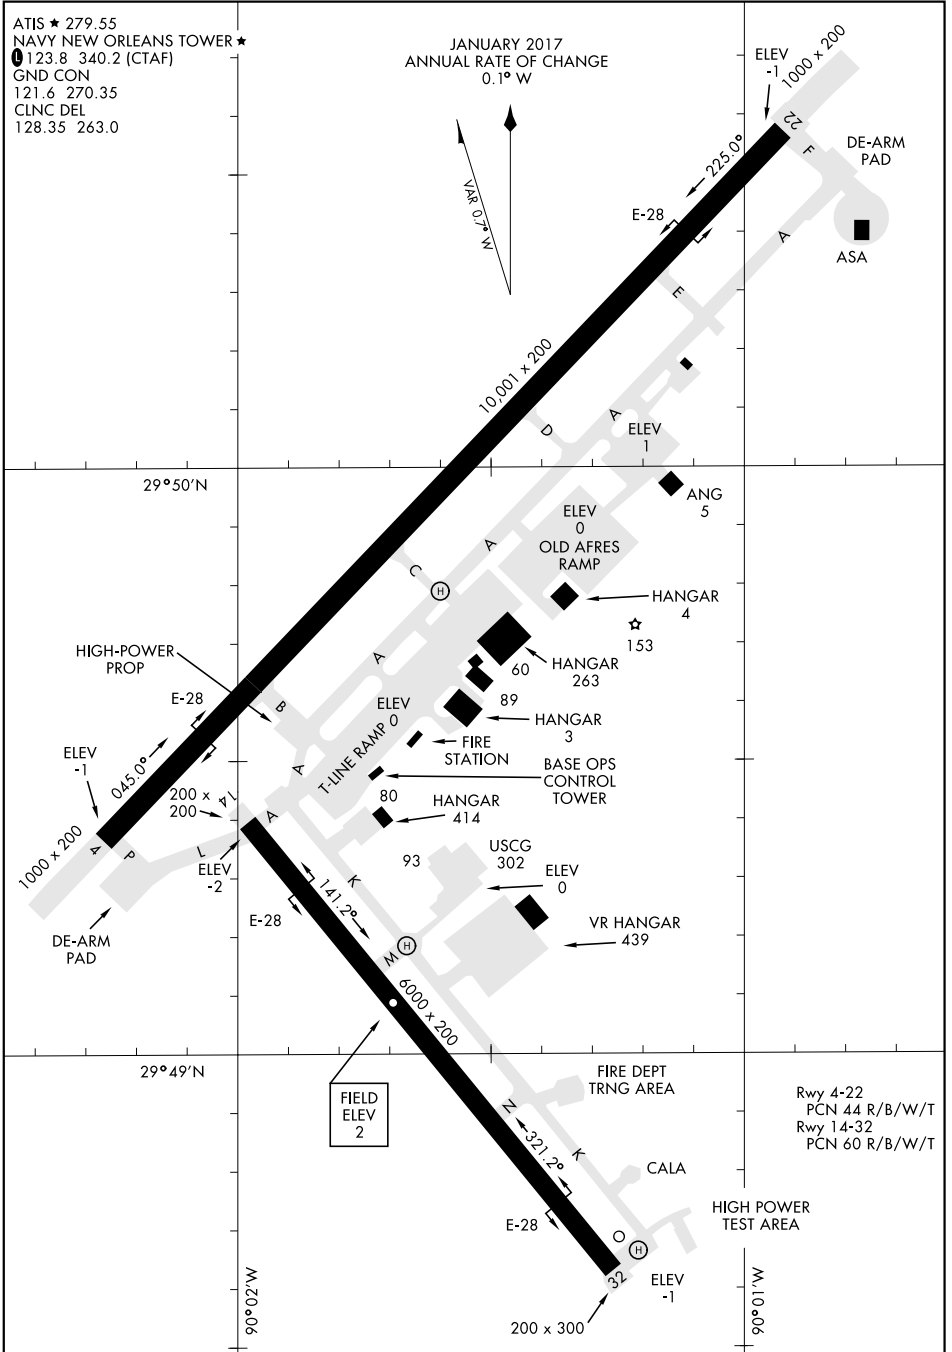 ATIS ★ 279.55
NAVY NEW ORLEANS TOWER ★
L 123.8 340.2 (CTAF)
GND CON
121.6 270.35
CLNC DEL
128.35 263.0
JANUARY 2017
ANNUAL RATE OF CHANGE
0.1° W
VAR 0.7° W
ELEV
-1
1000 x 200
22
F
DE-ARM
PAD
225.0°
E-28
A
ASA
E
10,001 x 200
D
A
ELEV
1
29°50'N
ANG
5
ELEV
0
OLD AFRES
RAMP
A
C
H
HANGAR
4
153
HIGH-POWER
PROP
A
60
HANGAR
263
E-28
B
ELEV
0
89
HANGAR
3
T-LINE RAMP
FIRE
STATION
ELEV
-1
045.0°
A
BASE OPS
CONTROL
TOWER
200 x
200
14
A
80
HANGAR
414
1000 x 200
4
P
L
ELEV
-2
93
USCG
302
K
ELEV
0
141.2°
E-28
VR HANGAR
439
DE-ARM
PAD
M
H
6000 x 200
29°49'N
FIELD
ELEV
2
FIRE DEPT
TRNG AREA
Rwy 4-22
PCN 44 R/B/W/T
Rwy 14-32
PCN 60 R/B/W/T
N
321.2°
K
CALA
HIGH POWER
TEST AREA
E-28
O
H
32
ELEV
-1
200 x 300
90°02'W
90°01'W